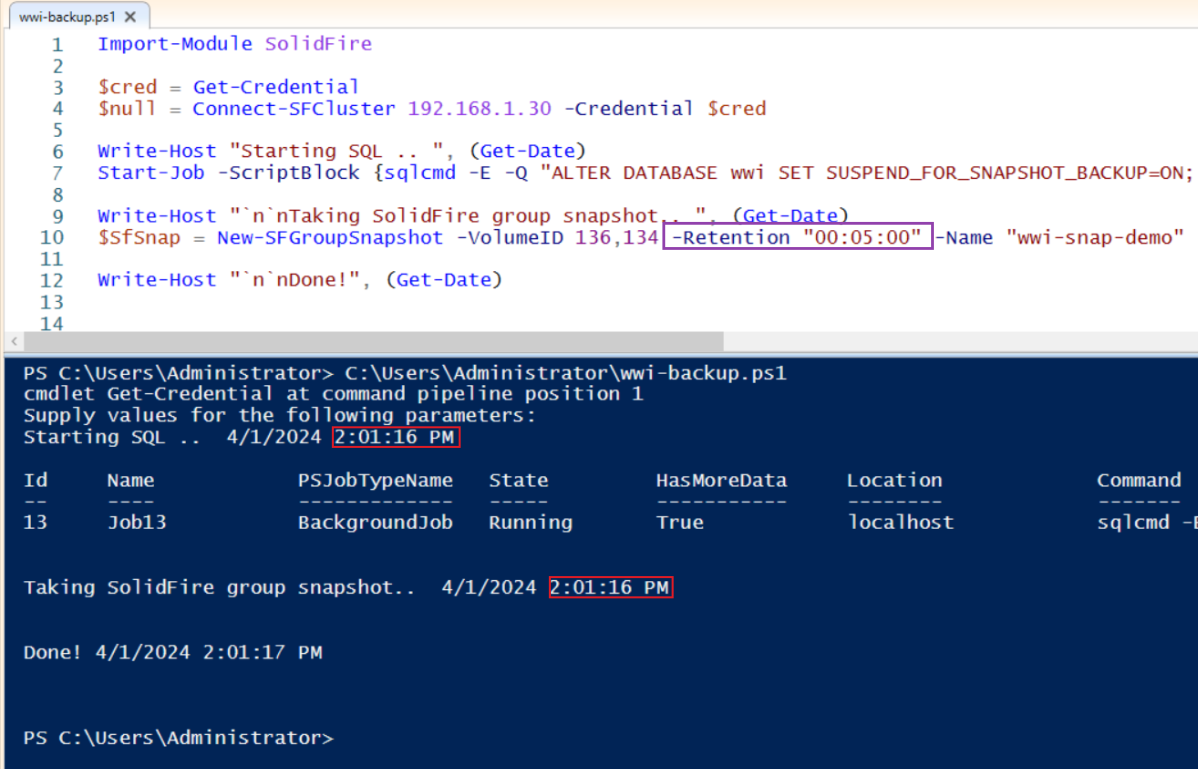 wwi-backup.ps1 X
1 Import-Module SolidFire
2
3 $cred = Get-Credential
4 $null = Connect-SFCluster 192.168.1.30 -Credential $cred
5
6 Write-Host "Starting SQL .. ", (Get-Date)
7 Start-Job -ScriptBlock {sqlcmd -E -Q "ALTER DATABASE wwi SET SUSPEND_FOR_SNAPSHOT_BACKUP=ON;
8
9 Write-Host "`n`nTaking SolidFire group snapshot.. ", (Get-Date)
10 $SfSnap = New-SFGroupSnapshot -VolumeID 136,134 -Retention "00:05:00" -Name "wwi-snap-demo"
11
12 Write-Host "`n`nDone!", (Get-Date)
13
14
PS C:\Users\Administrator> C:\Users\Administrator\wwi-backup.ps1
cmdlet Get-Credential at command pipeline position 1
Supply values for the following parameters:
Starting SQL .. 4/1/2024 2:01:16 PM
Id Name PSJobTypeName State HasMoreData Location Command
-- ---- ------------- ----- ----------- -------- -------
13 Job13 BackgroundJob Running True localhost sqlcmd -E
Taking SolidFire group snapshot.. 4/1/2024 2:01:16 PM
Done! 4/1/2024 2:01:17 PM
PS C:\Users\Administrator>